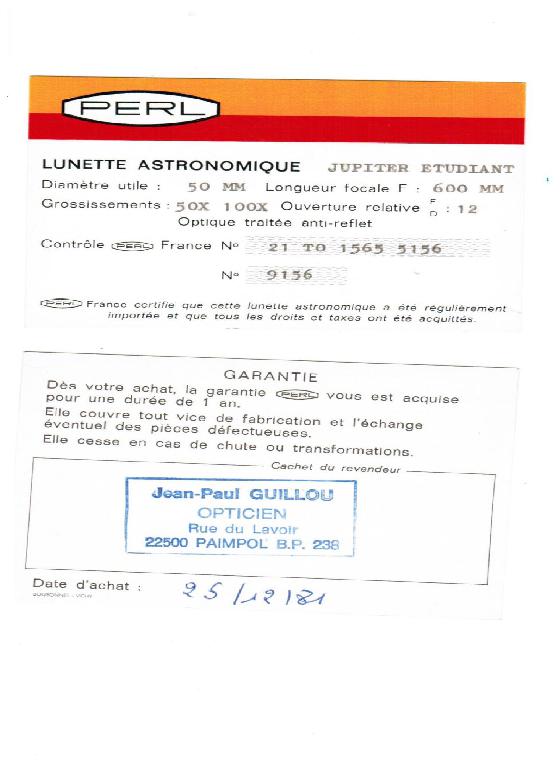 PERL
LUNETTE ASTRONOMIQUE JUPITER ETUDIANT
Diamètre utile : 50 MM Longueur focale F : 600 MM
Grossissements : 50X 100X Ouverture relative F/D : 12
Optique traitée anti-reflet
Contrôle PERL France N° 21 TO 1565 5156
N° 9156
PERL France certifie que cette lunette astronomique a été régulièrement
importée et que tous les droits et taxes ont été acquittés.
GARANTIE
Dès votre achat, la garantie PERL vous est acquise
pour une durée de 1 an.
Elle couvre tout vice de fabrication et l'échange
éventuel des pièces défectueuses.
Elle cesse en cas de chute ou transformations.
Cachet du revendeur
Jean-Paul GUILLOU
OPTICIEN
Rue du Lavoir
22500 PAIMPOL B.P. 238
Date d'achat : 25/12/81